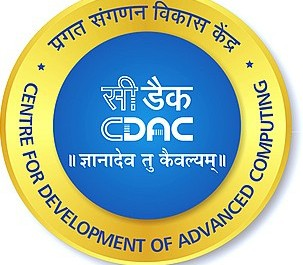 प्रगत संगणन विकास केंद्र
सी डैक
CDAC
॥ ज्ञानादेव तु कैवल्यम् ॥
CENTRE FOR DEVELOPMENT OF ADVANCED COMPUTING